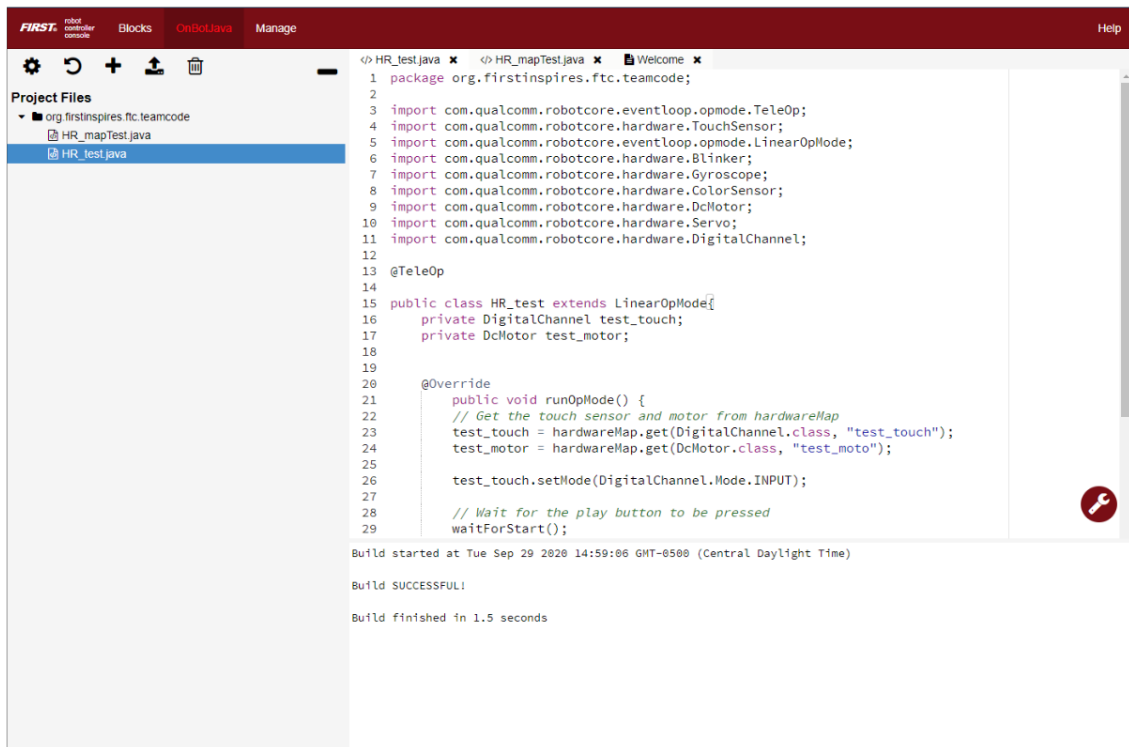 FIRST. robot controller console Blocks OnBotJava Manage Help
Project Files
org.firstinspires.ftc.teamcode
HR_mapTest.java
HR_test.java
</> HR_test.java ✖ </> HR_mapTest.java ✖ Welcome ✖
1 package org.firstinspires.ftc.teamcode;
2
3 import com.qualcomm.robotcore.eventloop.opmode.TeleOp;
4 import com.qualcomm.robotcore.hardware.TouchSensor;
5 import com.qualcomm.robotcore.eventloop.opmode.LinearOpMode;
6 import com.qualcomm.robotcore.hardware.Blinker;
7 import com.qualcomm.robotcore.hardware.Gyroscope;
8 import com.qualcomm.robotcore.hardware.ColorSensor;
9 import com.qualcomm.robotcore.hardware.DcMotor;
10 import com.qualcomm.robotcore.hardware.Servo;
11 import com.qualcomm.robotcore.hardware.DigitalChannel;
12
13 @TeleOp
14
15 public class HR_test extends LinearOpMode{
16 private DigitalChannel test_touch;
17 private DcMotor test_motor;
18
19
20 @Override
21 public void runOpMode() {
22 // Get the touch sensor and motor from hardwareMap
23 test_touch = hardwareMap.get(DigitalChannel.class, "test_touch");
24 test_motor = hardwareMap.get(DcMotor.class, "test_moto");
25
26 test_touch.setMode(DigitalChannel.Mode.INPUT);
27
28 // Wait for the play button to be pressed
29 waitForStart();
Build started at Tue Sep 29 2020 14:59:06 GMT-0500 (Central Daylight Time)
Build SUCCESSFUL!
Build finished in 1.5 seconds